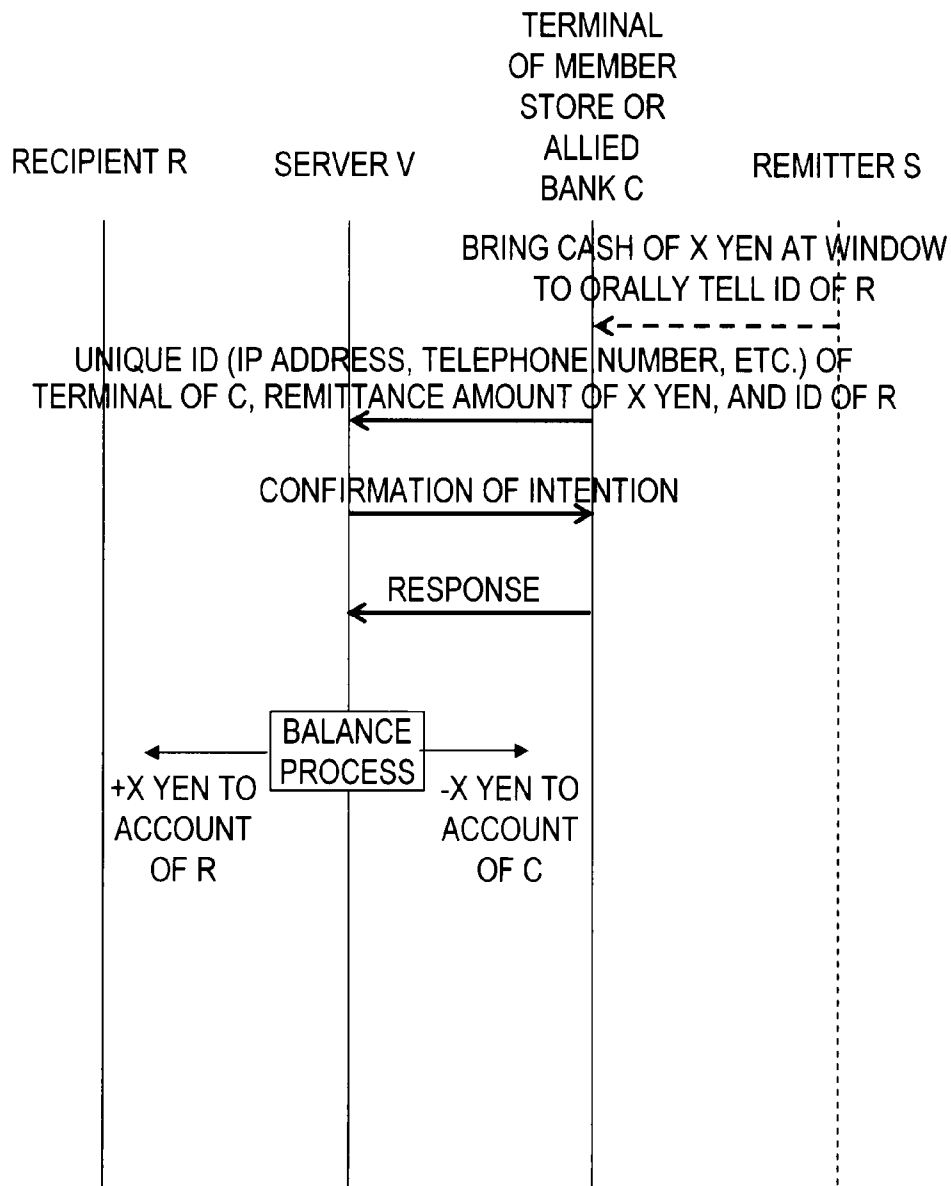 TERMINAL
OF MEMBER
STORE OR
ALLIED
BANK C
RECIPIENT R
SERVER V
REMITTER S
BRING CASH OF X YEN AT WINDOW
TO ORALLY TELL ID OF R
UNIQUE ID (IP ADDRESS, TELEPHONE NUMBER, ETC.) OF
TERMINAL OF C, REMITTANCE AMOUNT OF X YEN, AND ID OF R
CONFIRMATION OF INTENTION
RESPONSE
BALANCE
PROCESS
+X YEN TO
ACCOUNT
OF R
-X YEN TO
ACCOUNT
OF C